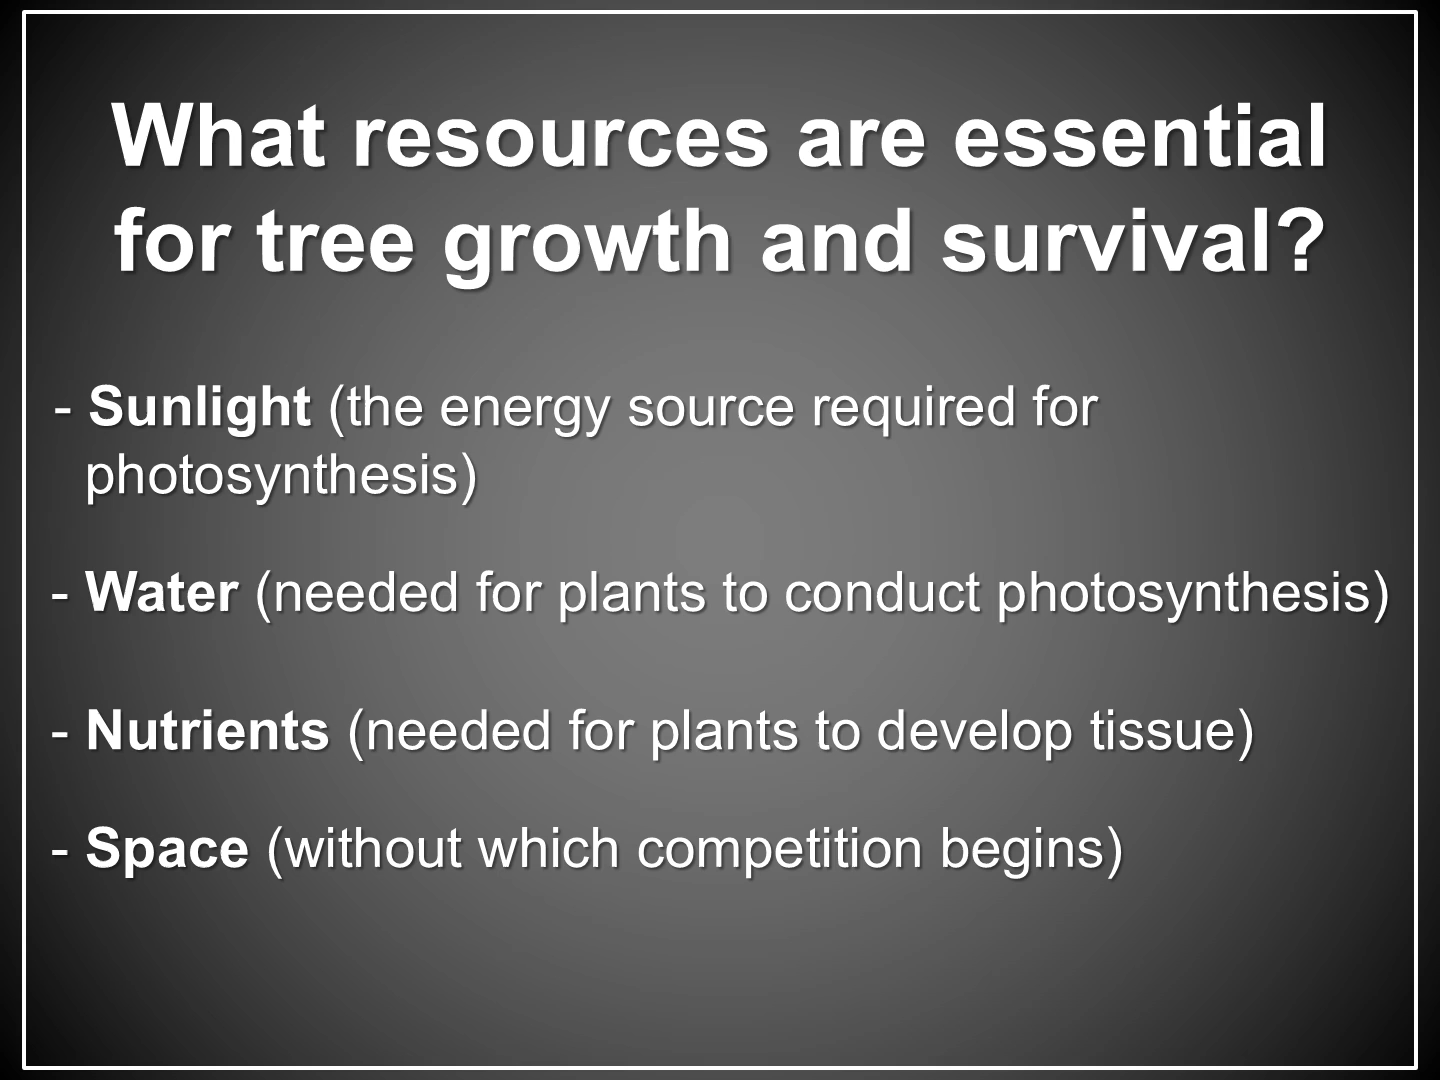 What resources are essential
for tree growth and survival?
- Sunlight (the energy source required for
photosynthesis)
- Water (needed for plants to conduct photosynthesis)
- Nutrients (needed for plants to develop tissue)
- Space (without which competition begins)